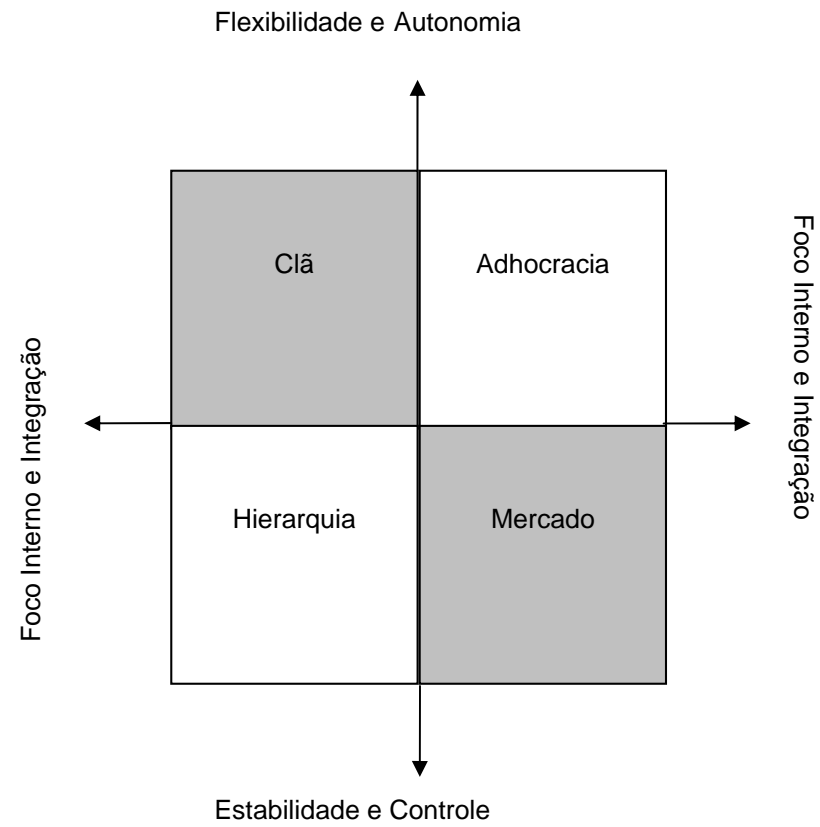 Flexibilidade e Autonomia
Clã
Adhocracia
Foco Interno e Integração
Foco Interno e Integração
Hierarquia
Mercado
Estabilidade e Controle